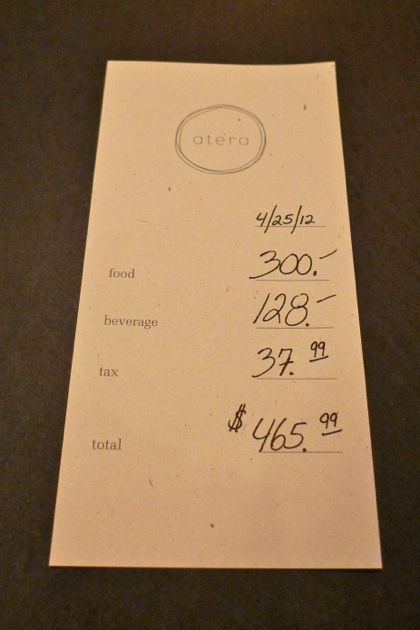 atera
4/25/12
food 300.–
beverage 128.–
tax 37.99
total $465.99